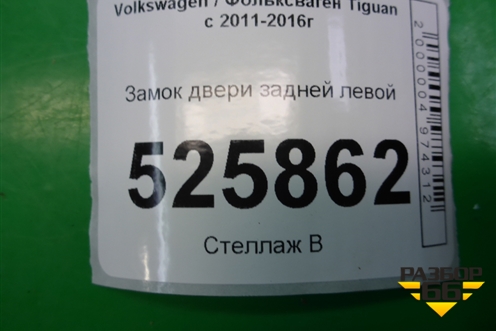 Volkswagen / Фольксваген Tiguan
с 2011-2016г
Замок двери задней левой
525862
Стеллаж В
2000004974312
РАЗБОР
66